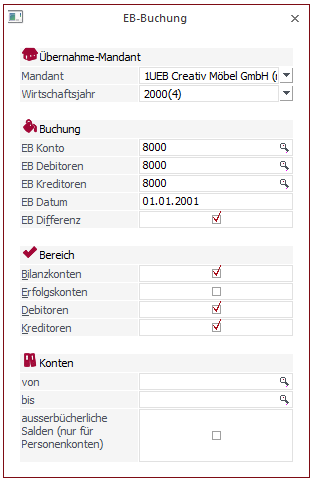 EB-Buchung
Übernahme-Mandant
Mandant 1UEB Creativ Möbel GmbH (
Wirtschaftsjahr 2000(4)
Buchung
EB Konto 8000
EB Debitoren 8000
EB Kreditoren 8000
EB Datum 01.01.2001
EB Differenz
Bereich
Bilanzkonten
Erfolgskonten
Debitoren
Kreditoren
Konten
von
bis
ausserbücherliche
Salden (nur für
Personenkonten)